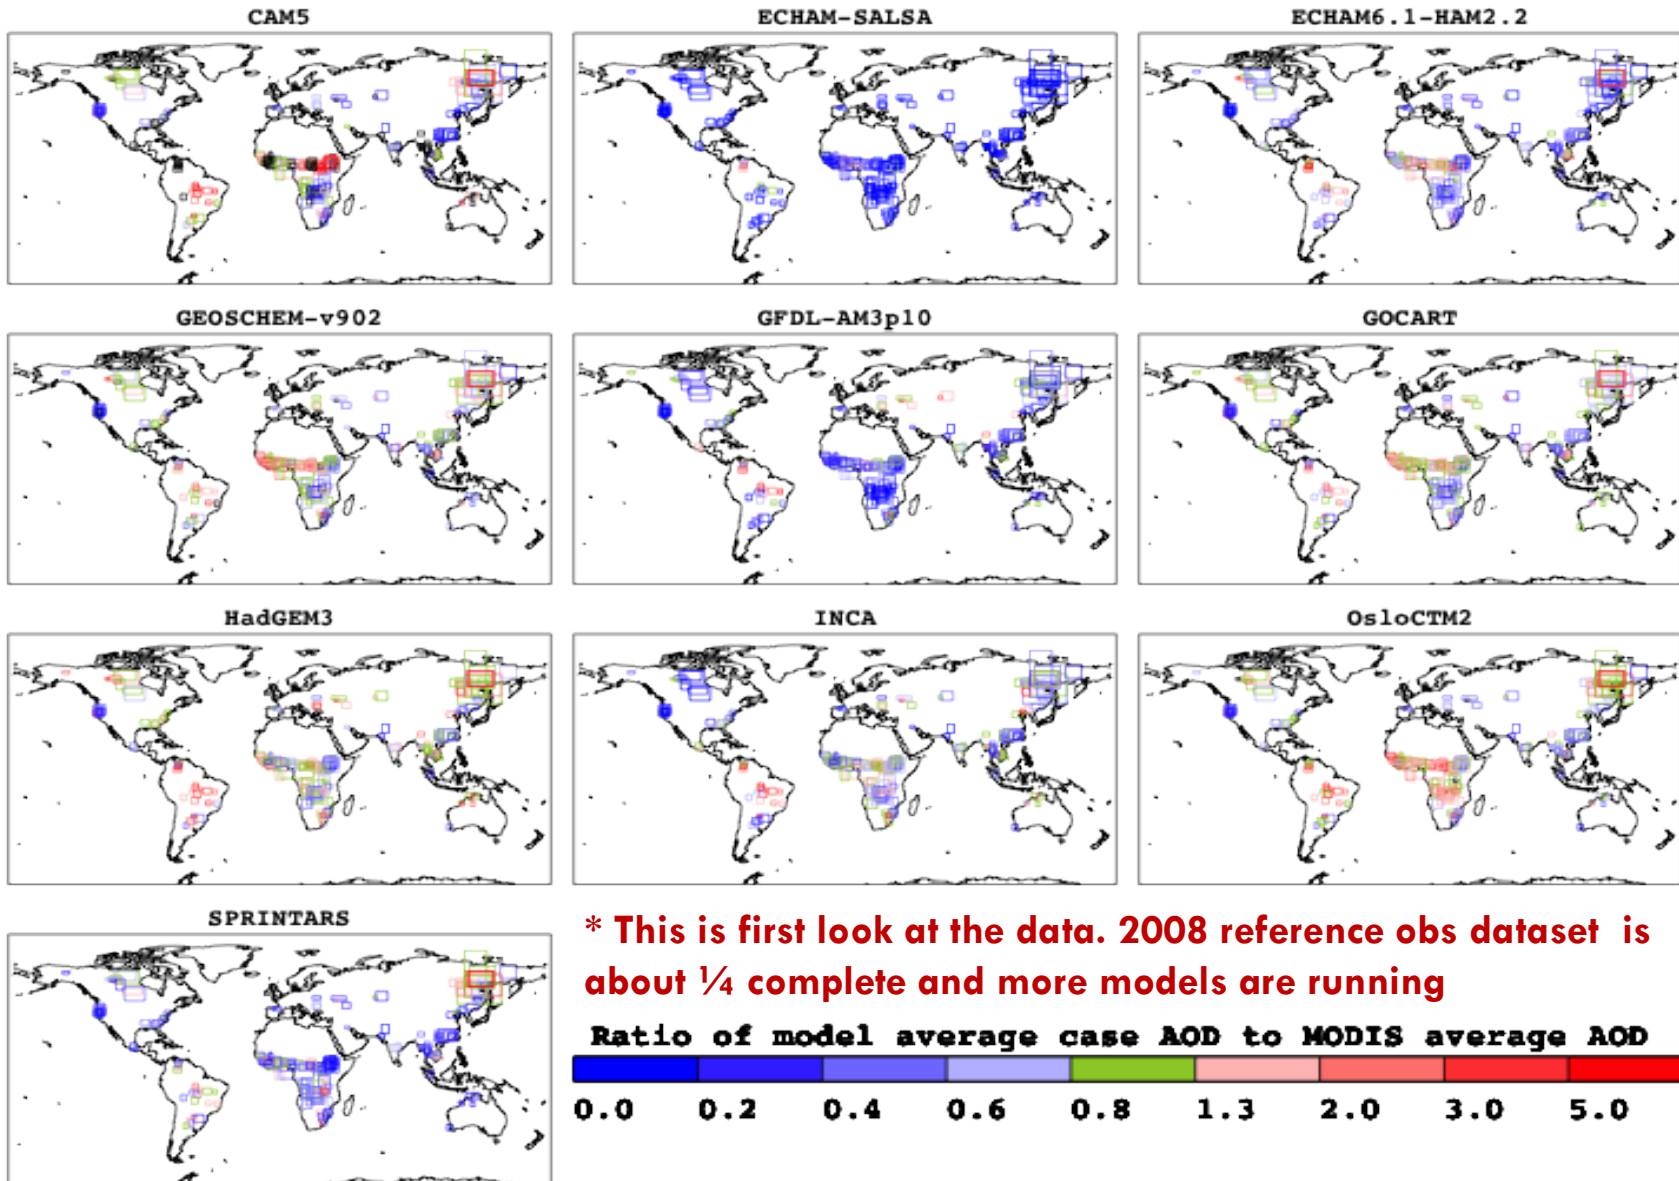 CAM5
ECHAM-SALSA
ECHAM6.1-HAM2.2
GEOSCHEM-v902
GFDL-AM3p10
GOCART
HadGEM3
INCA
OsloCTM2
SPRINTARS
* This is first look at the data. 2008 reference obs dataset is
about ¼ complete and more models are running
Ratio of model average case AOD to MODIS average AOD
0.0 0.2 0.4 0.6 0.8 1.3 2.0 3.0 5.0